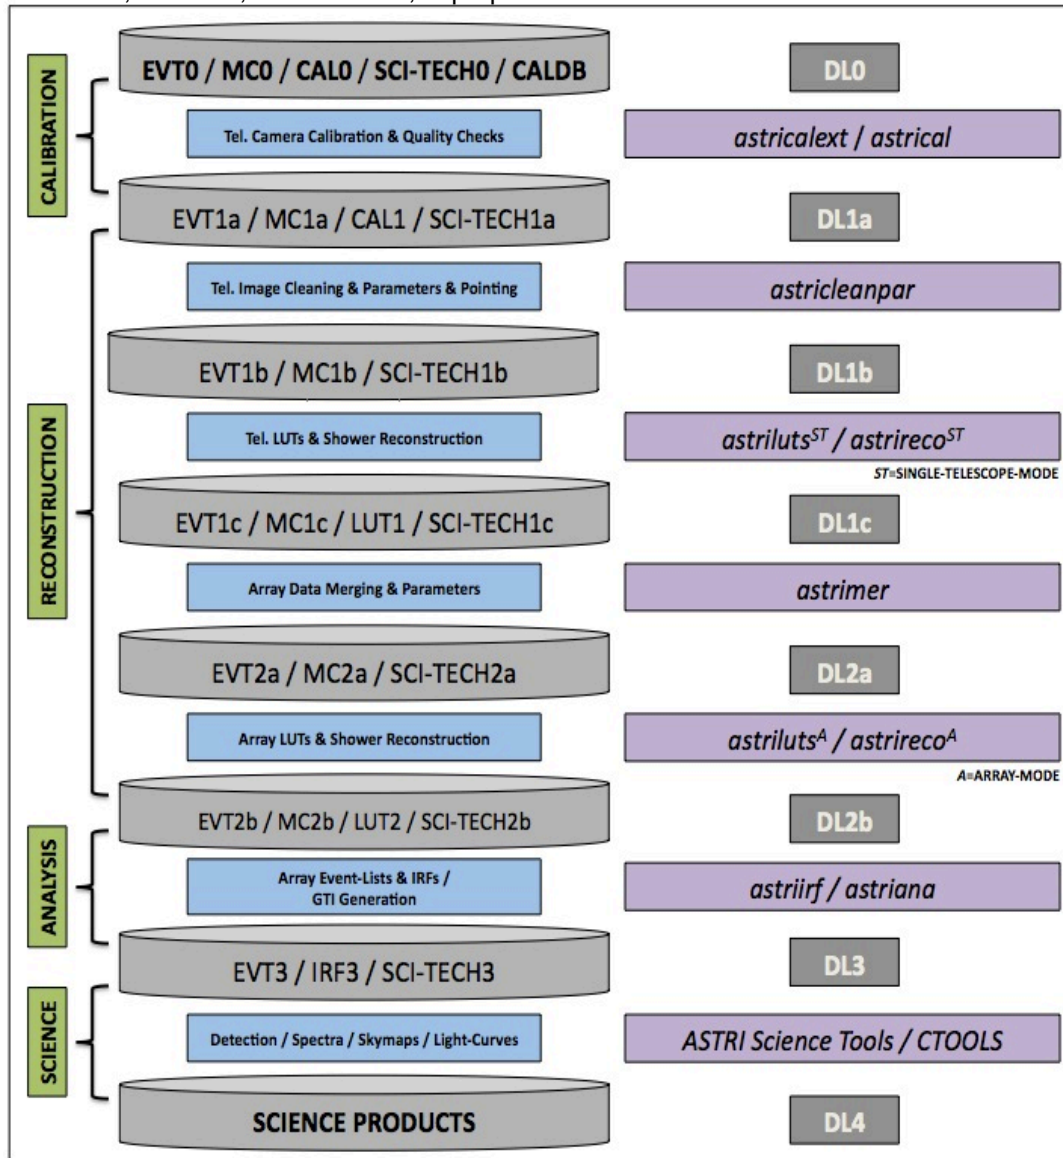 EVT0 / MC0 / CAL0 / SCI-TECH0 / CALDB
DL0
CALIBRATION
Tel. Camera Calibration & Quality Checks
astricalext / astrical
EVT1a / MC1a / CAL1 / SCI-TECH1a
DL1a
Tel. Image Cleaning & Parameters & Pointing
astricleanpar
EVT1b / MC1b / SCI-TECH1b
DL1b
Tel. LUTs & Shower Reconstruction
astriluts^ST / astrireco^ST
ST=SINGLE-TELESCOPE-MODE
RECONSTRUCTION
EVT1c / MC1c / LUT1 / SCI-TECH1c
DL1c
Array Data Merging & Parameters
astrimer
EVT2a / MC2a / SCI-TECH2a
DL2a
Array LUTs & Shower Reconstruction
astriluts^A / astrireco^A
A=ARRAY-MODE
EVT2b / MC2b / LUT2 / SCI-TECH2b
DL2b
ANALYSIS
Array Event-Lists & IRFs /
GTI Generation
astriirf / astriana
EVT3 / IRF3 / SCI-TECH3
DL3
SCIENCE
Detection / Spectra / Skymaps / Light-Curves
ASTRI Science Tools / CTOOLS
SCIENCE PRODUCTS
DL4